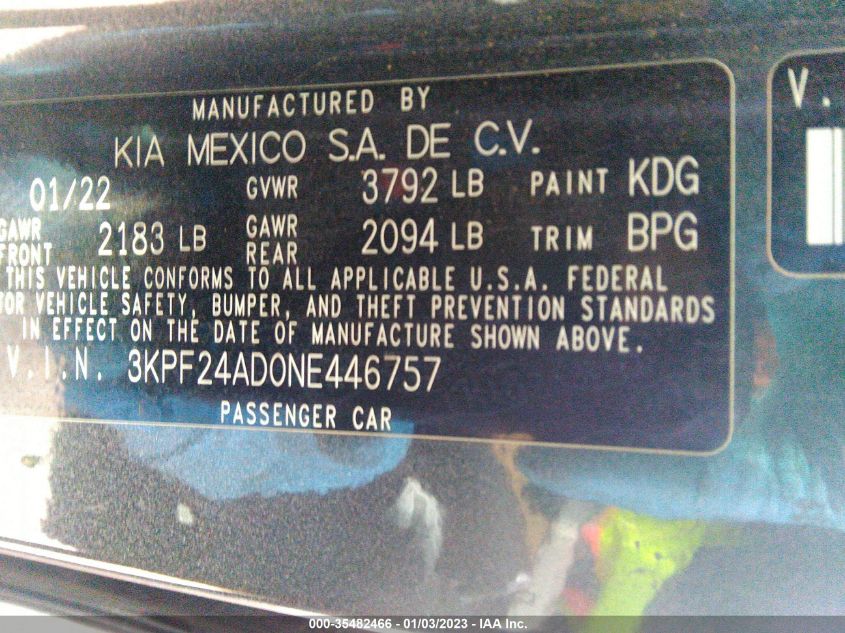 MANUFACTURED BY
KIA MEXICO S.A. DE C.V.
01/22 GVWR 3792 LB PAINT KDG
GAWR FRONT 2183 LB GAWR REAR 2094 LB TRIM BPG
THIS VEHICLE CONFORMS TO ALL APPLICABLE U.S.A. FEDERAL
TOR VEHICLE SAFETY, BUMPER, AND THEFT PREVENTION STANDARDS
IN EFFECT ON THE DATE OF MANUFACTURE SHOWN ABOVE.
V.I.N. 3KPF24AD0NE446757
PASSENGER CAR
V.
000-35482466 - 01/03/2023 - IAA Inc.